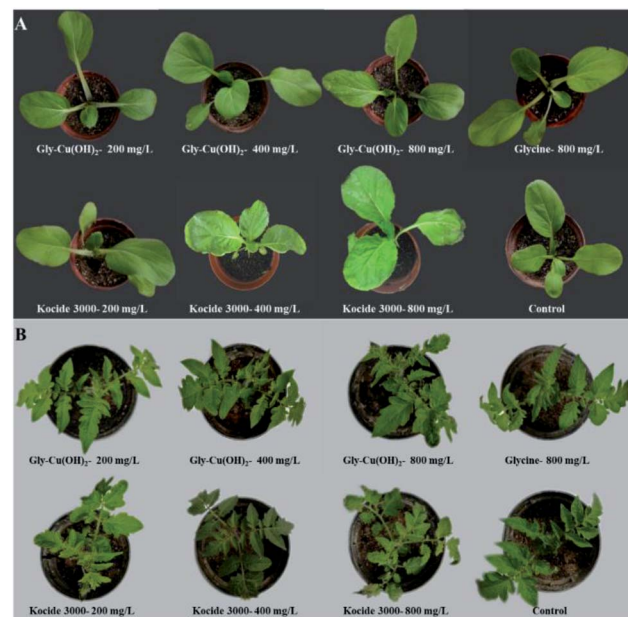 A
Gly-Cu(OH)₂- 200 mg/L
Gly-Cu(OH)₂- 400 mg/L
Gly-Cu(OH)₂- 800 mg/L
Glycine- 800 mg/L
Kocide 3000- 200 mg/L
Kocide 3000- 400 mg/L
Kocide 3000- 800 mg/L
Control
B
Gly-Cu(OH)₂- 200 mg/L
Gly-Cu(OH)₂- 400 mg/L
Gly-Cu(OH)₂- 800 mg/L
Glycine- 800 mg/L
Kocide 3000- 200 mg/L
Kocide 3000- 400 mg/L
Kocide 3000- 800 mg/L
Control